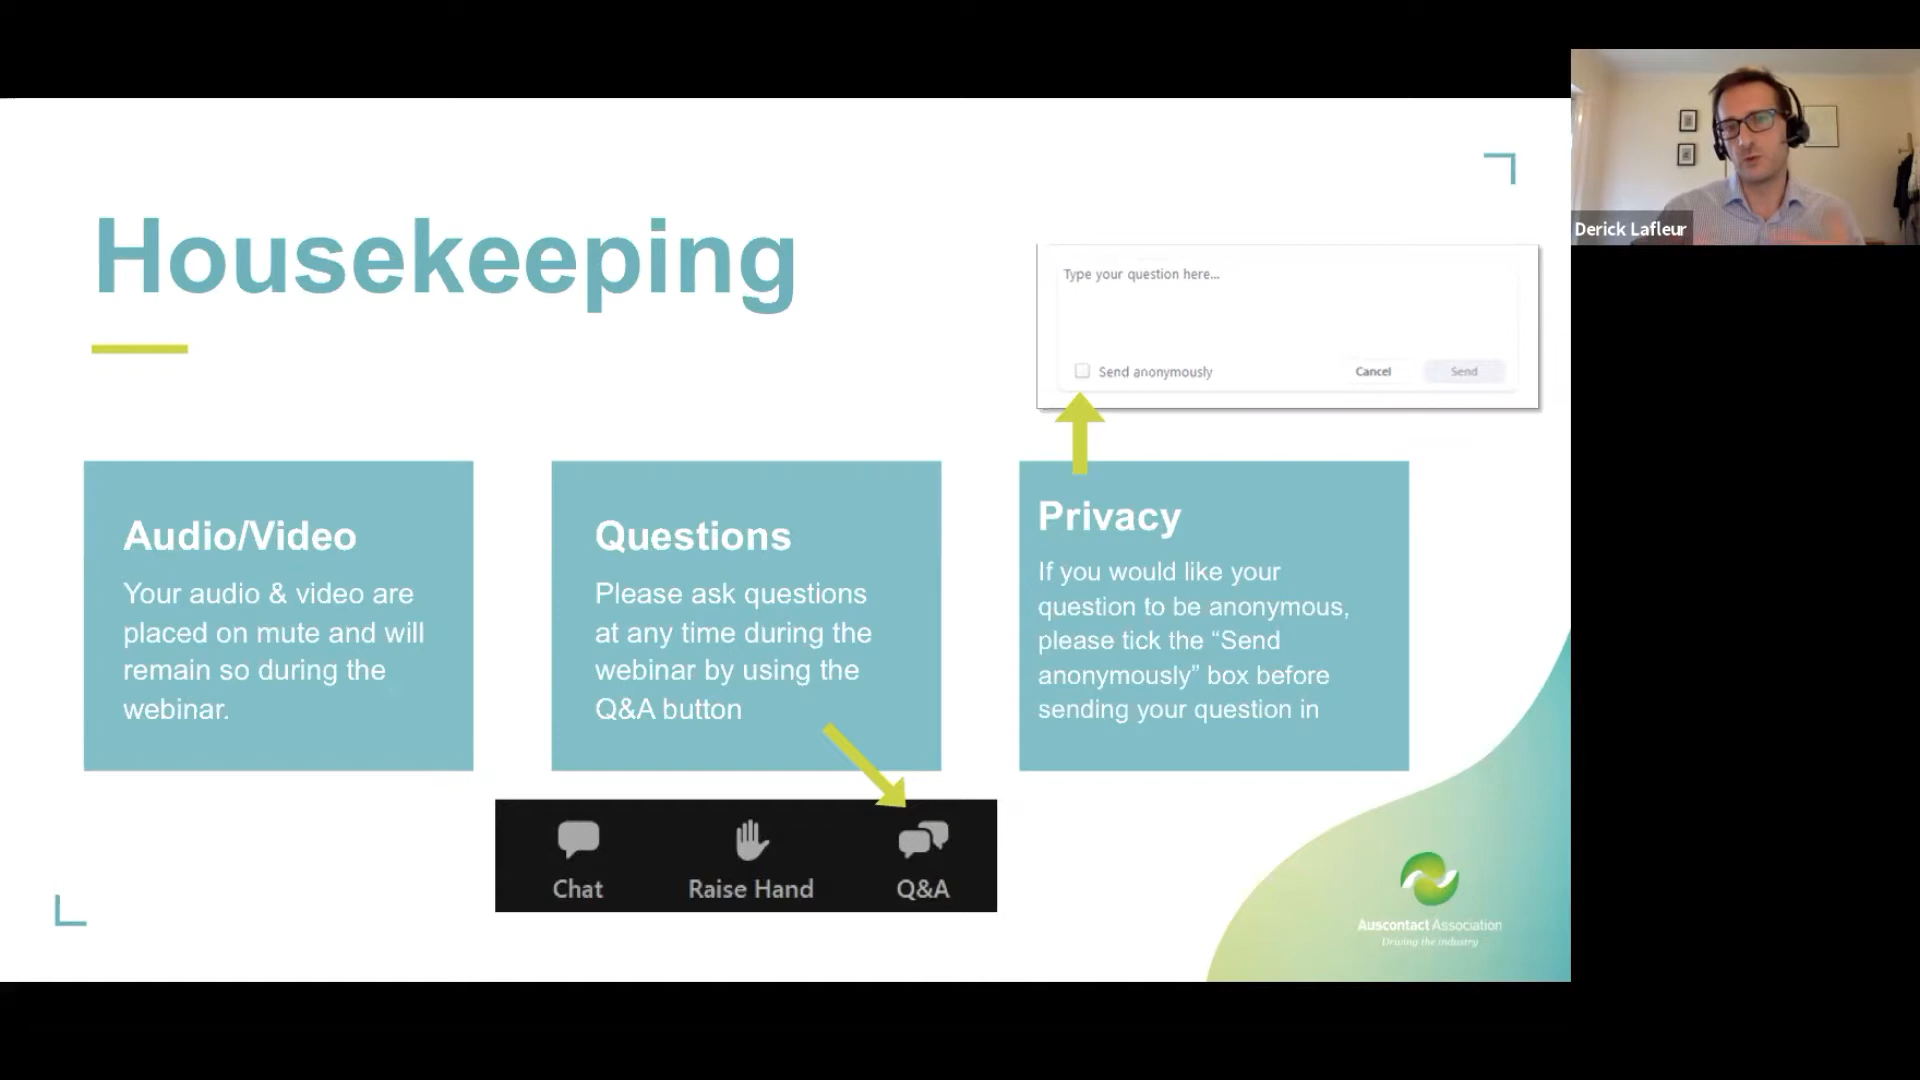 Housekeeping
Derick Lafleur
Type your question here...
Send anonymously
Cancel
Send
Audio/Video
Your audio & video are
placed on mute and will
remain so during the
webinar.
Questions
Please ask questions
at any time during the
webinar by using the
Q&A button
Privacy
If you would like your
question to be anonymous,
please tick the “Send
anonymously” box before
sending your question in
Chat
Raise Hand
Q&A
Auscontact Association
Driving the industry